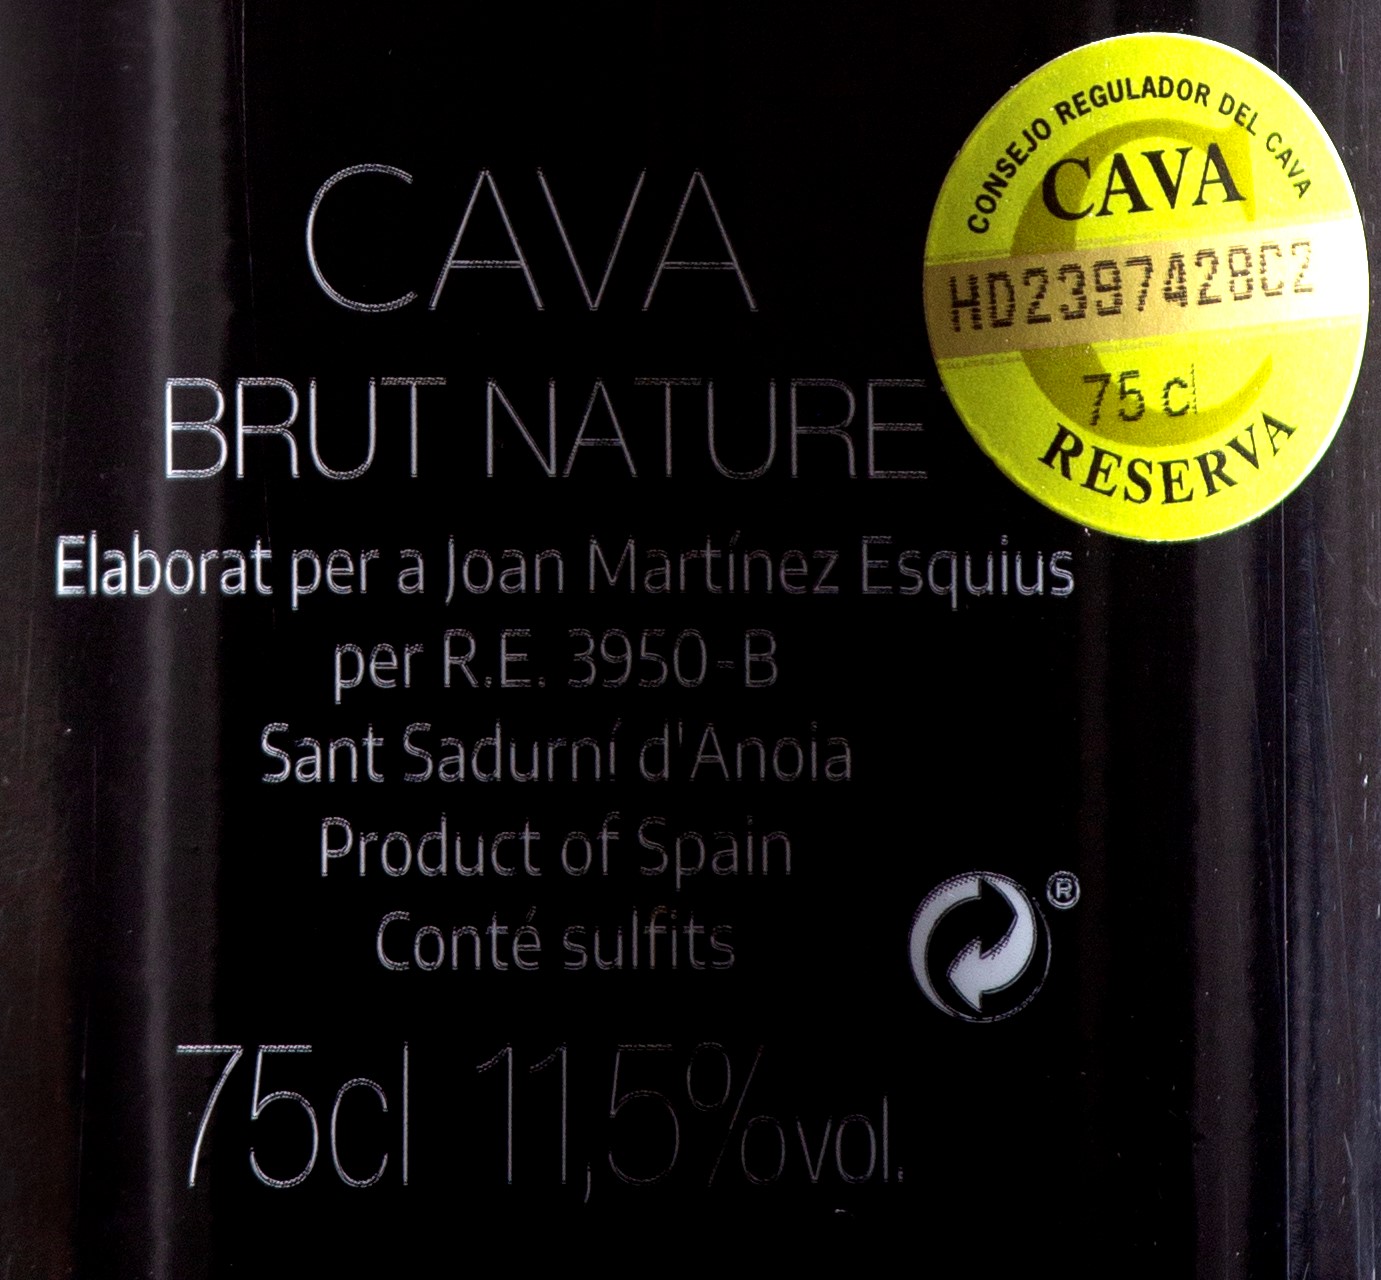 CAVA
BRUT NATURE
Elaborat per a Joan Martínez Esquius
per R.E. 3950-B
Sant Sadurní d'Anoia
Product of Spain
Conté sulfits
®
75cl 11,5%vol.
CONSEJO REGULADOR DEL CAVA
CAVA
HD2397428C2
75 cl
RESERVA